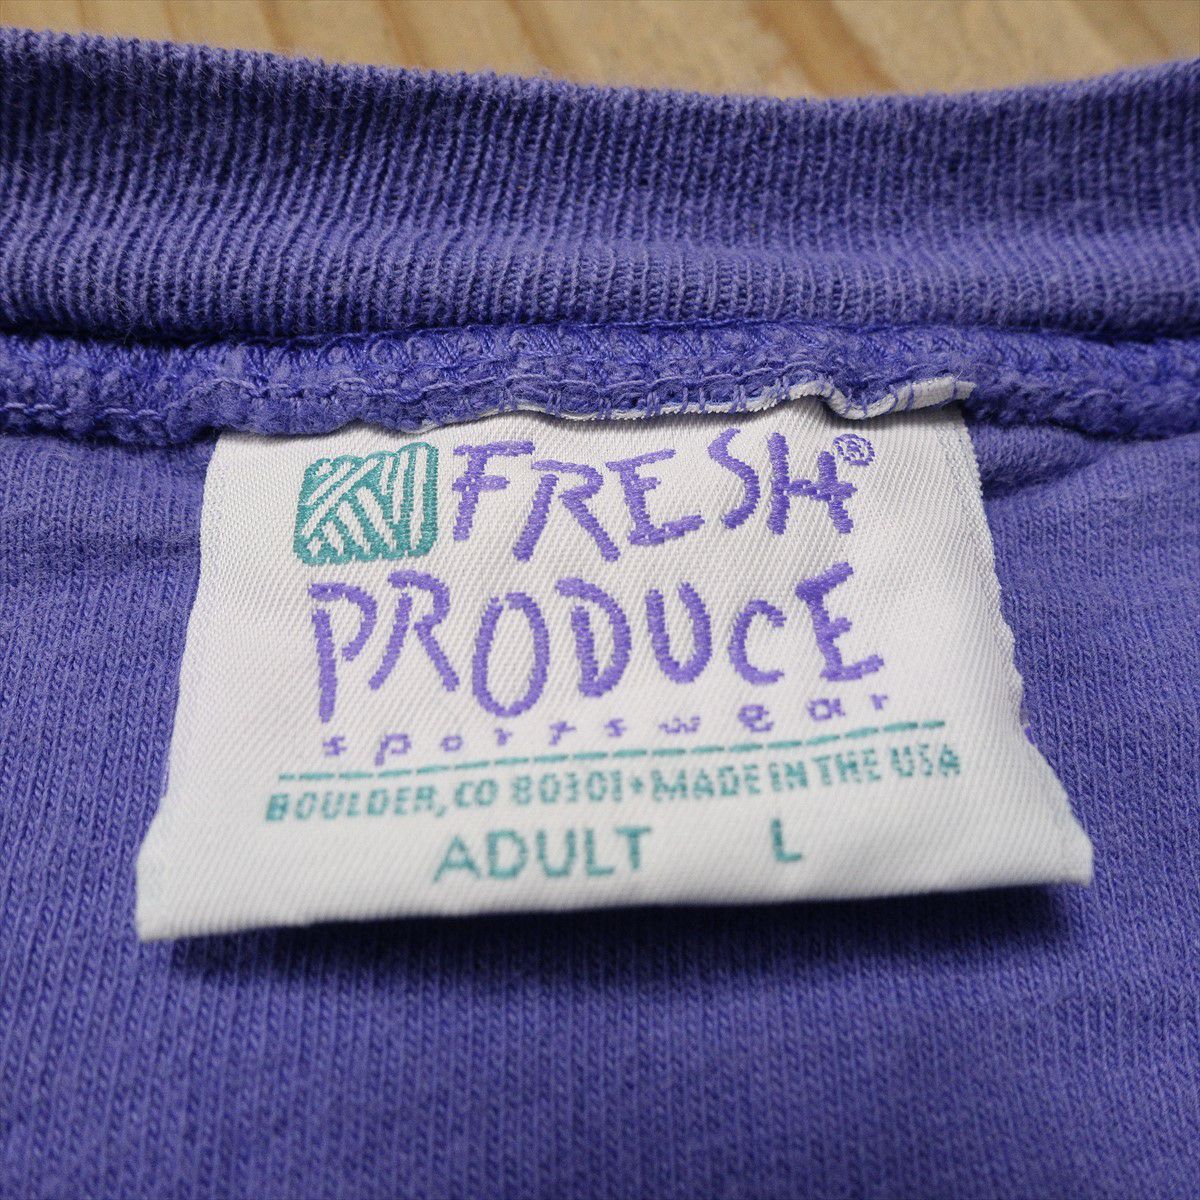 FRESH®
PRODUCE
sportswear
BOULDER, CO 80301 • MADE IN THE USA
ADULT L